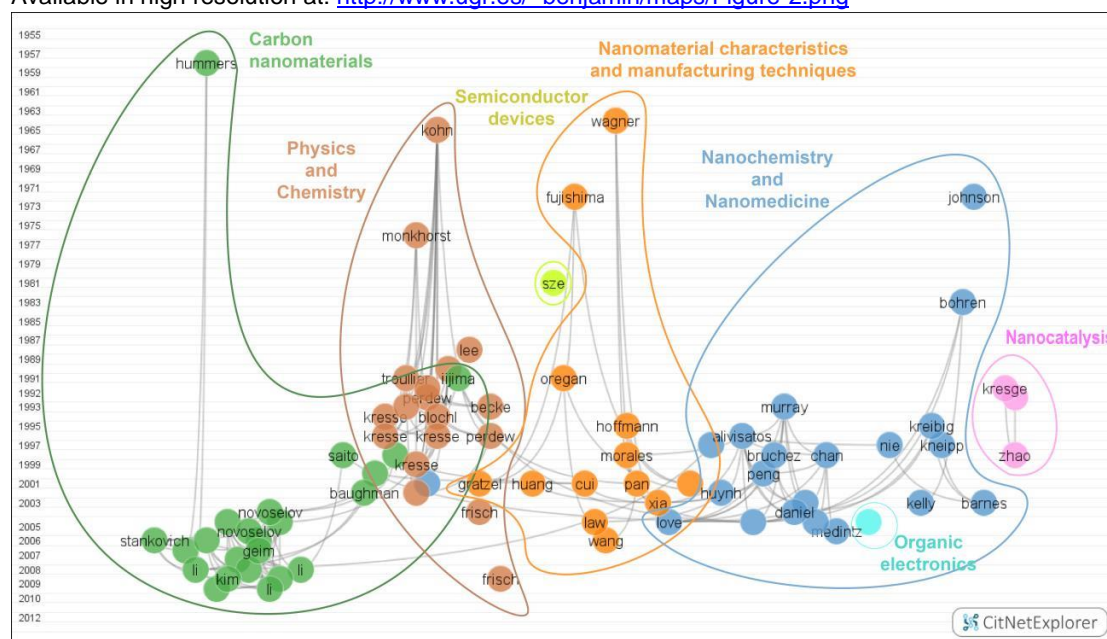 Available in high resolution at: http://www.ugr.es/~benjamin/maps/Figure-2.png
1955
1957
1959
1961
1963
1965
1967
1969
1971
1973
1975
1977
1979
1981
1983
1985
1987
1989
1991
1992
1993
1995
1997
1999
2001
2003
2005
2006
2007
2008
2009
2010
2012
Carbon
nanomaterials
Physics
and
Chemistry
Semiconductor
devices
Nanomaterial characteristics
and manufacturing techniques
Nanochemistry
and
Nanomedicine
Nanocatalysis
Organic
electronics
hummers
kohn
wagner
fujishima
johnson
monkhorst
sze
bohren
lee
troullier
iijima
oregan
kresge
perdew
kresse
blochl
becke
murray
hoffmann
kreibig
kresse
kresse
perdew
alivisatos
nie
kneipp
saito
kresse
morales
bruchez
chan
zhao
peng
baughman
gratzel
huang
cui
pan
huynh
xia
kelly
barnes
novoselov
frisch
law
love
daniel
novoselov
medintz
stankovich
geim
wang
li
kim
li
li
frisch
CitNetExplorer